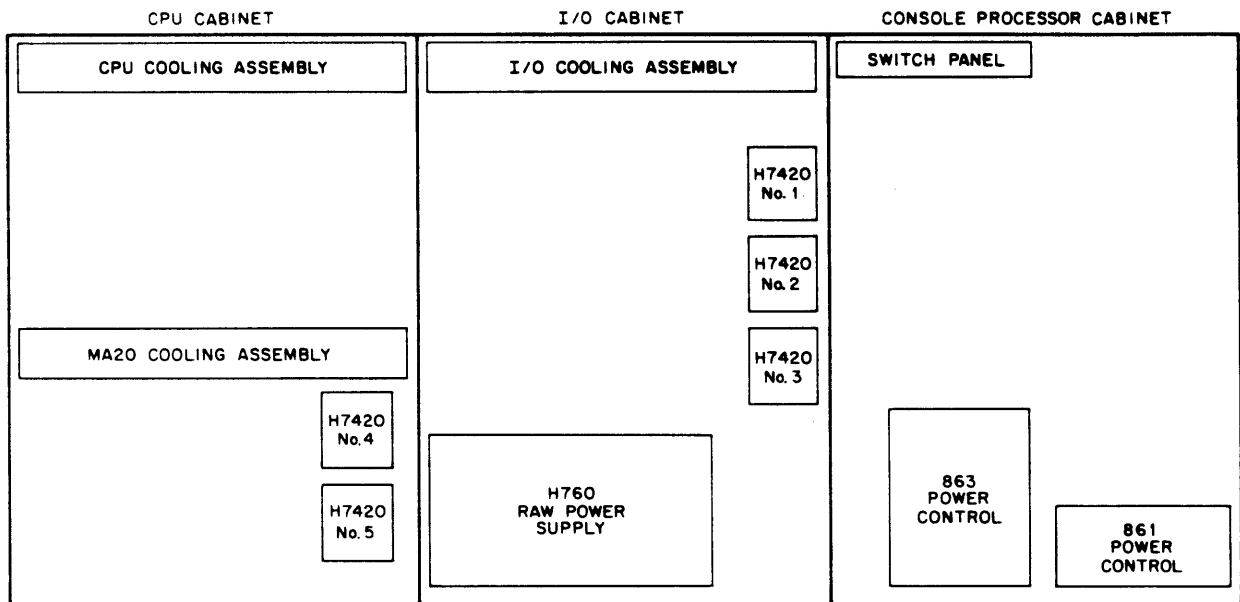 CPU CABINET
I/O CABINET
CONSOLE PROCESSOR CABINET
CPU COOLING ASSEMBLY
I/O COOLING ASSEMBLY
SWITCH PANEL
H7420
No. 1
H7420
No. 2
H7420
No. 3
MA20 COOLING ASSEMBLY
H7420
No. 4
H7420
No. 5
H760
RAW POWER
SUPPLY
863
POWER
CONTROL
861
POWER
CONTROL